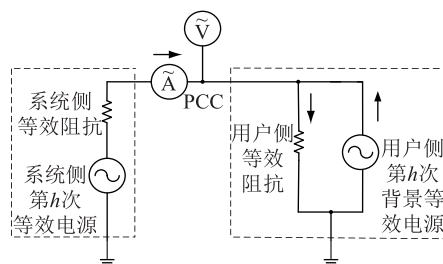 Ṽ
Ã
PCC
系统侧
等效阻抗
系统侧
第h次
等效电源
用户侧
等效
阻抗
用户侧
第h次
背景等
效电源